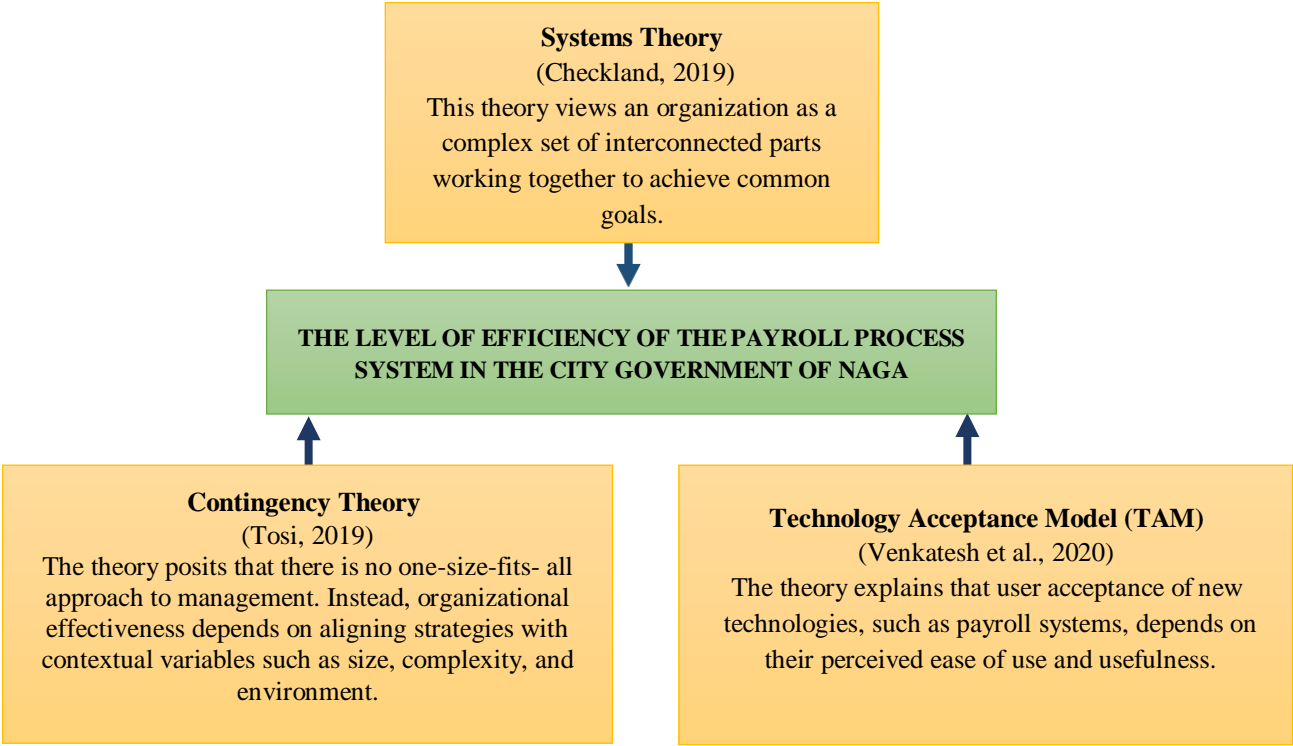 Systems Theory
(Checkland, 2019)
This theory views an organization as a
complex set of interconnected parts
working together to achieve common
goals.
THE LEVEL OF EFFICIENCY OF THE PAYROLL PROCESS
SYSTEM IN THE CITY GOVERNMENT OF NAGA
Contingency Theory
(Tosi, 2019)
The theory posits that there is no one-size-fits- all
approach to management. Instead, organizational
effectiveness depends on aligning strategies with
contextual variables such as size, complexity, and
environment.
Technology Acceptance Model (TAM)
(Venkatesh et al., 2020)
The theory explains that user acceptance of new
technologies, such as payroll systems, depends on
their perceived ease of use and usefulness.